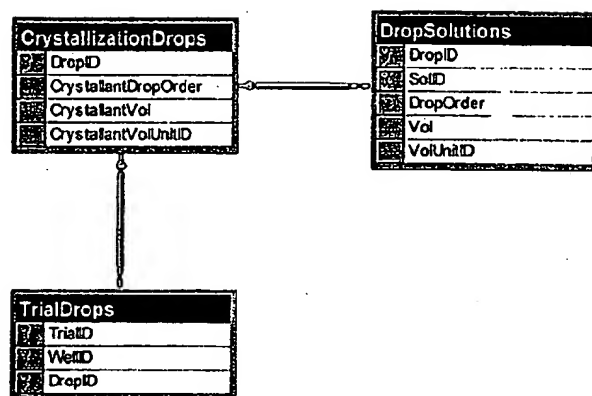 CrystallizationDrops
DropID
CrystallantDropOrder
CrystallantVol
CrystallantVolUnitID
DropSolutions
DropID
SolID
DropOrder
Vol
VolUnitID
TrialDrops
TrialID
WellID
DropID